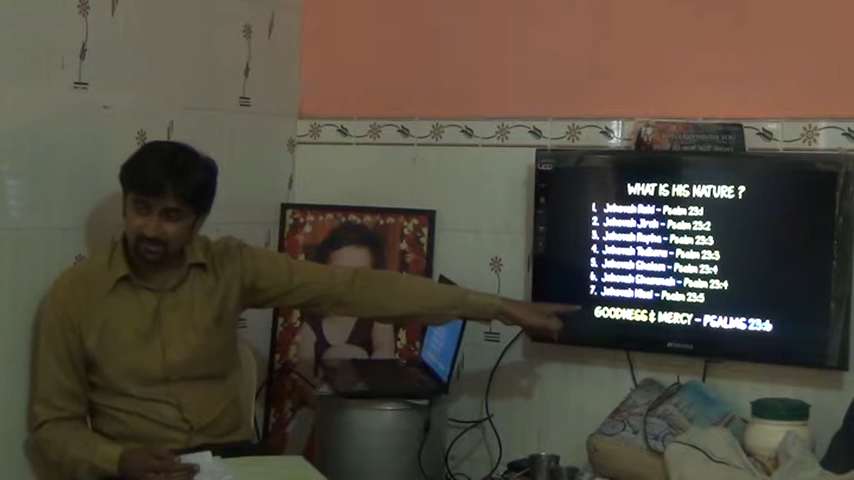 WHAT IS HIS NATURE ?
1. Jehovah Rohi - Psalm 23:1
2. Jehovah Jireh - Psalm 23:2
3. Jehovah Rapha - Psalm 23:3
4. Jehovah - Psalm 23:3
5. Jehovah Shalom - Psalm 23:4
6. Jehovah Shammah - Psalm 23:4
7. Jehovah Nissi - Psalm 23:5
GOODNESS & MERCY - PSALMS 23:6